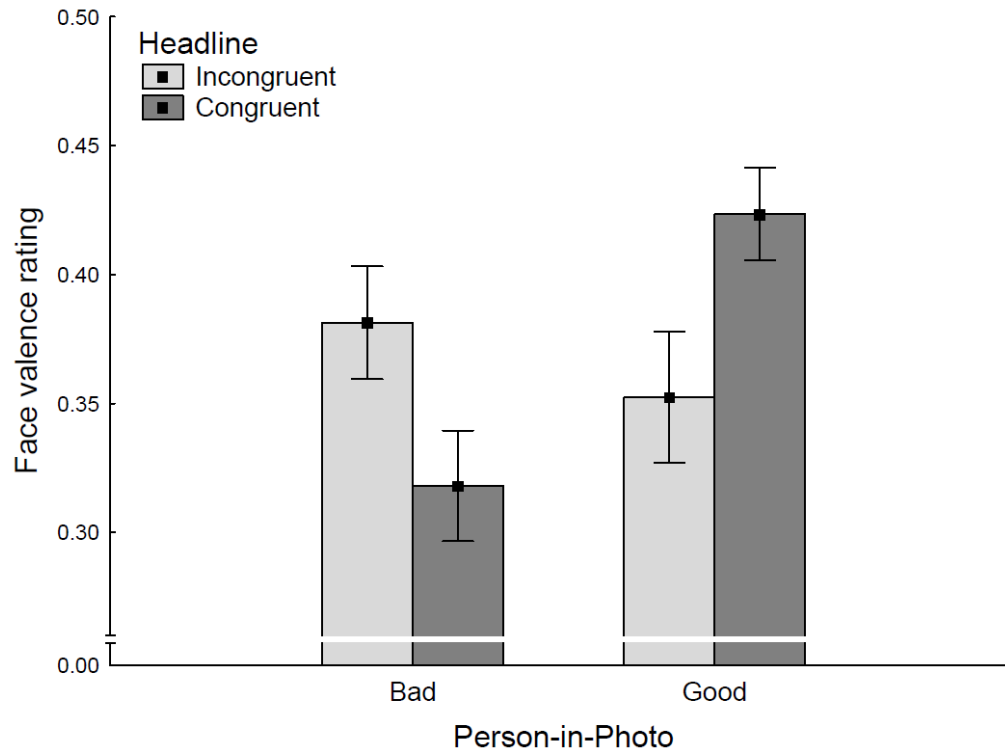 Headline
Incongruent
Congruent
Face valence rating
0.50
0.45
0.40
0.35
0.30
0.00
Bad Good
Person-in-Photo